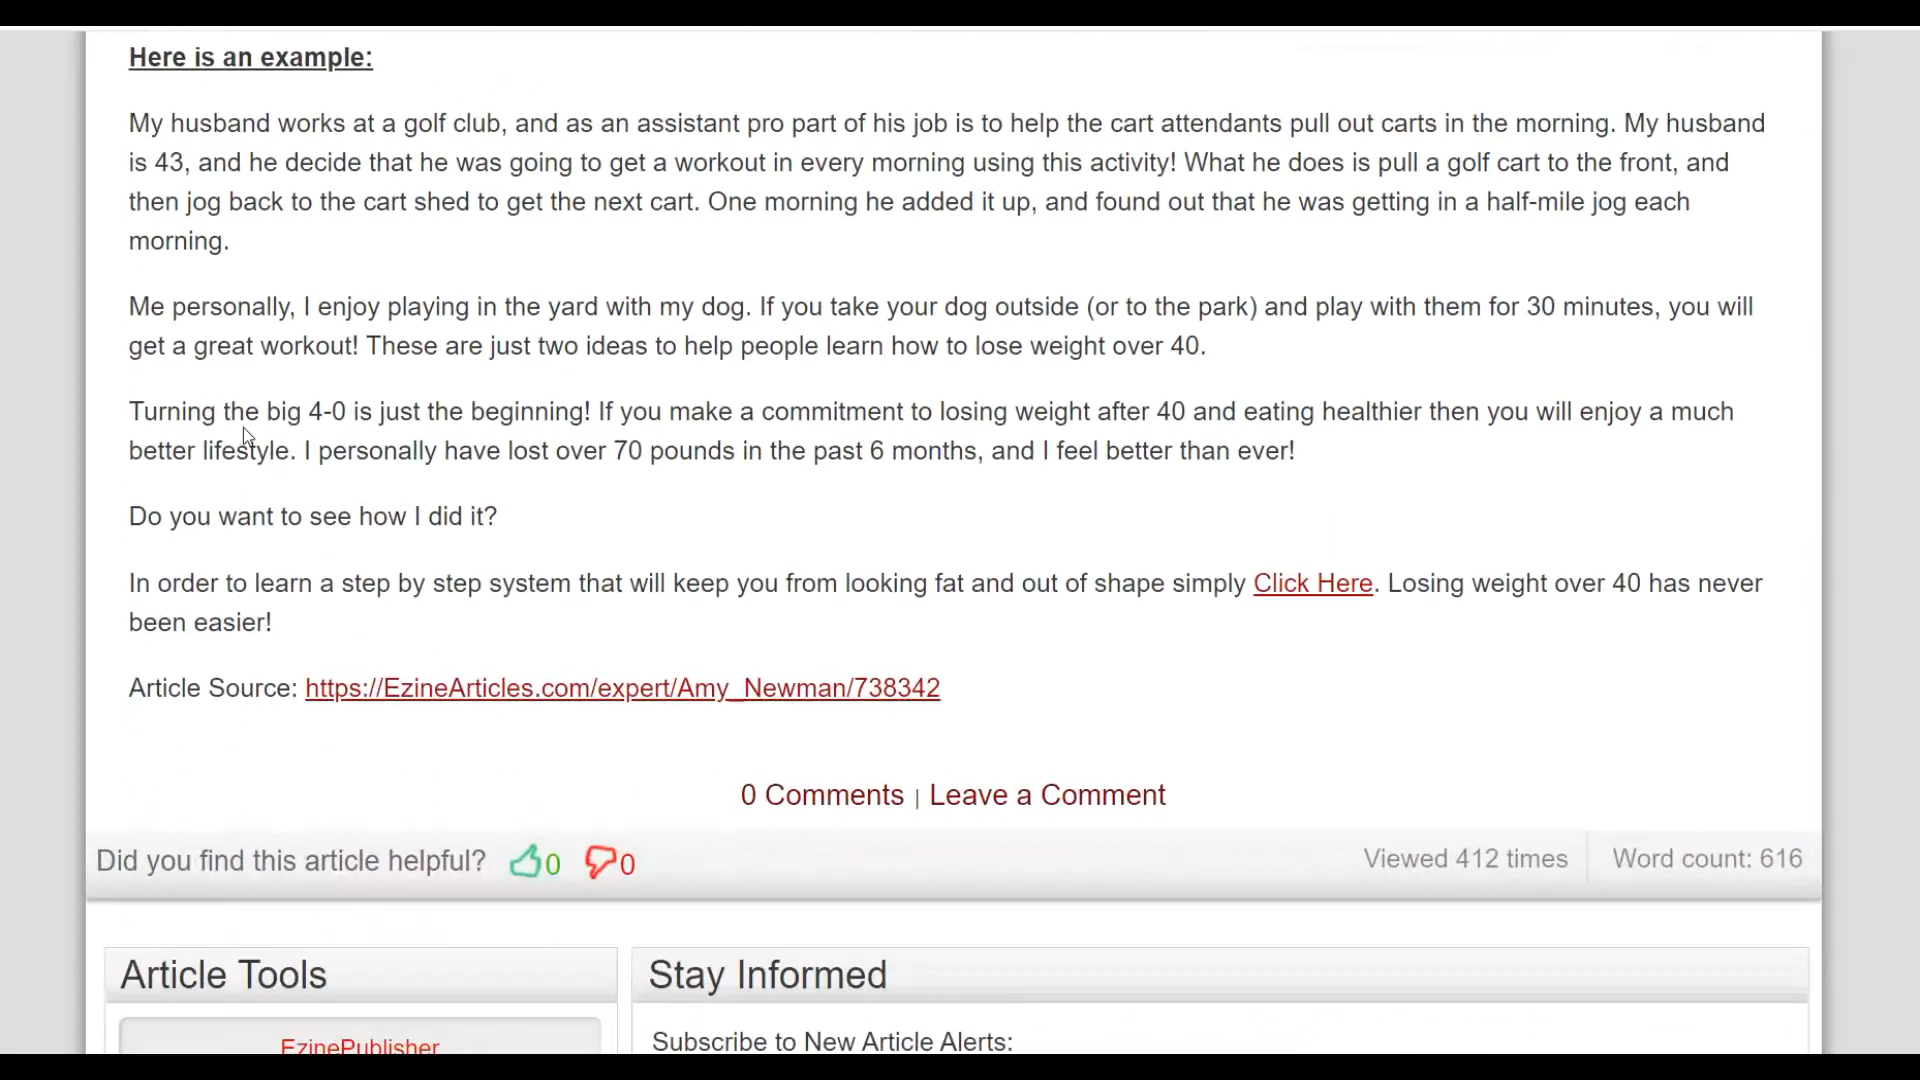 Here is an example:
My husband works at a golf club, and as an assistant pro part of his job is to help the cart attendants pull out carts in the morning. My husband
is 43, and he decide that he was going to get a workout in every morning using this activity! What he does is pull a golf cart to the front, and
then jog back to the cart shed to get the next cart. One morning he added it up, and found out that he was getting in a half-mile jog each
morning.
Me personally, I enjoy playing in the yard with my dog. If you take your dog outside (or to the park) and play with them for 30 minutes, you will
get a great workout! These are just two ideas to help people learn how to lose weight over 40.
Turning the big 4-0 is just the beginning! If you make a commitment to losing weight after 40 and eating healthier then you will enjoy a much
better lifestyle. I personally have lost over 70 pounds in the past 6 months, and I feel better than ever!
Do you want to see how I did it?
In order to learn a step by step system that will keep you from looking fat and out of shape simply Click Here. Losing weight over 40 has never
been easier!
Article Source: https://EzineArticles.com/expert/Amy_Newman/738342
0 Comments | Leave a Comment
Did you find this article helpful? 0 0 Viewed 412 times Word count: 616
Article Tools Stay Informed
EzinePublisher Subscribe to New Article Alerts: